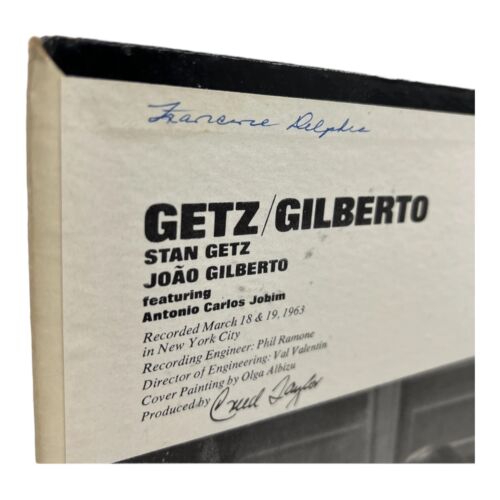 Francine Delphia
GETZ/GILBERTO
STAN GETZ
JOÃO GILBERTO
featuring
Antonio Carlos Jobim
Recorded March 18 & 19, 1963
in New York City
Recording Engineer: Phil Ramone
Director of Engineering: Val Valentin
Cover Painting by Olga Albizu
Produced by Creed Taylor